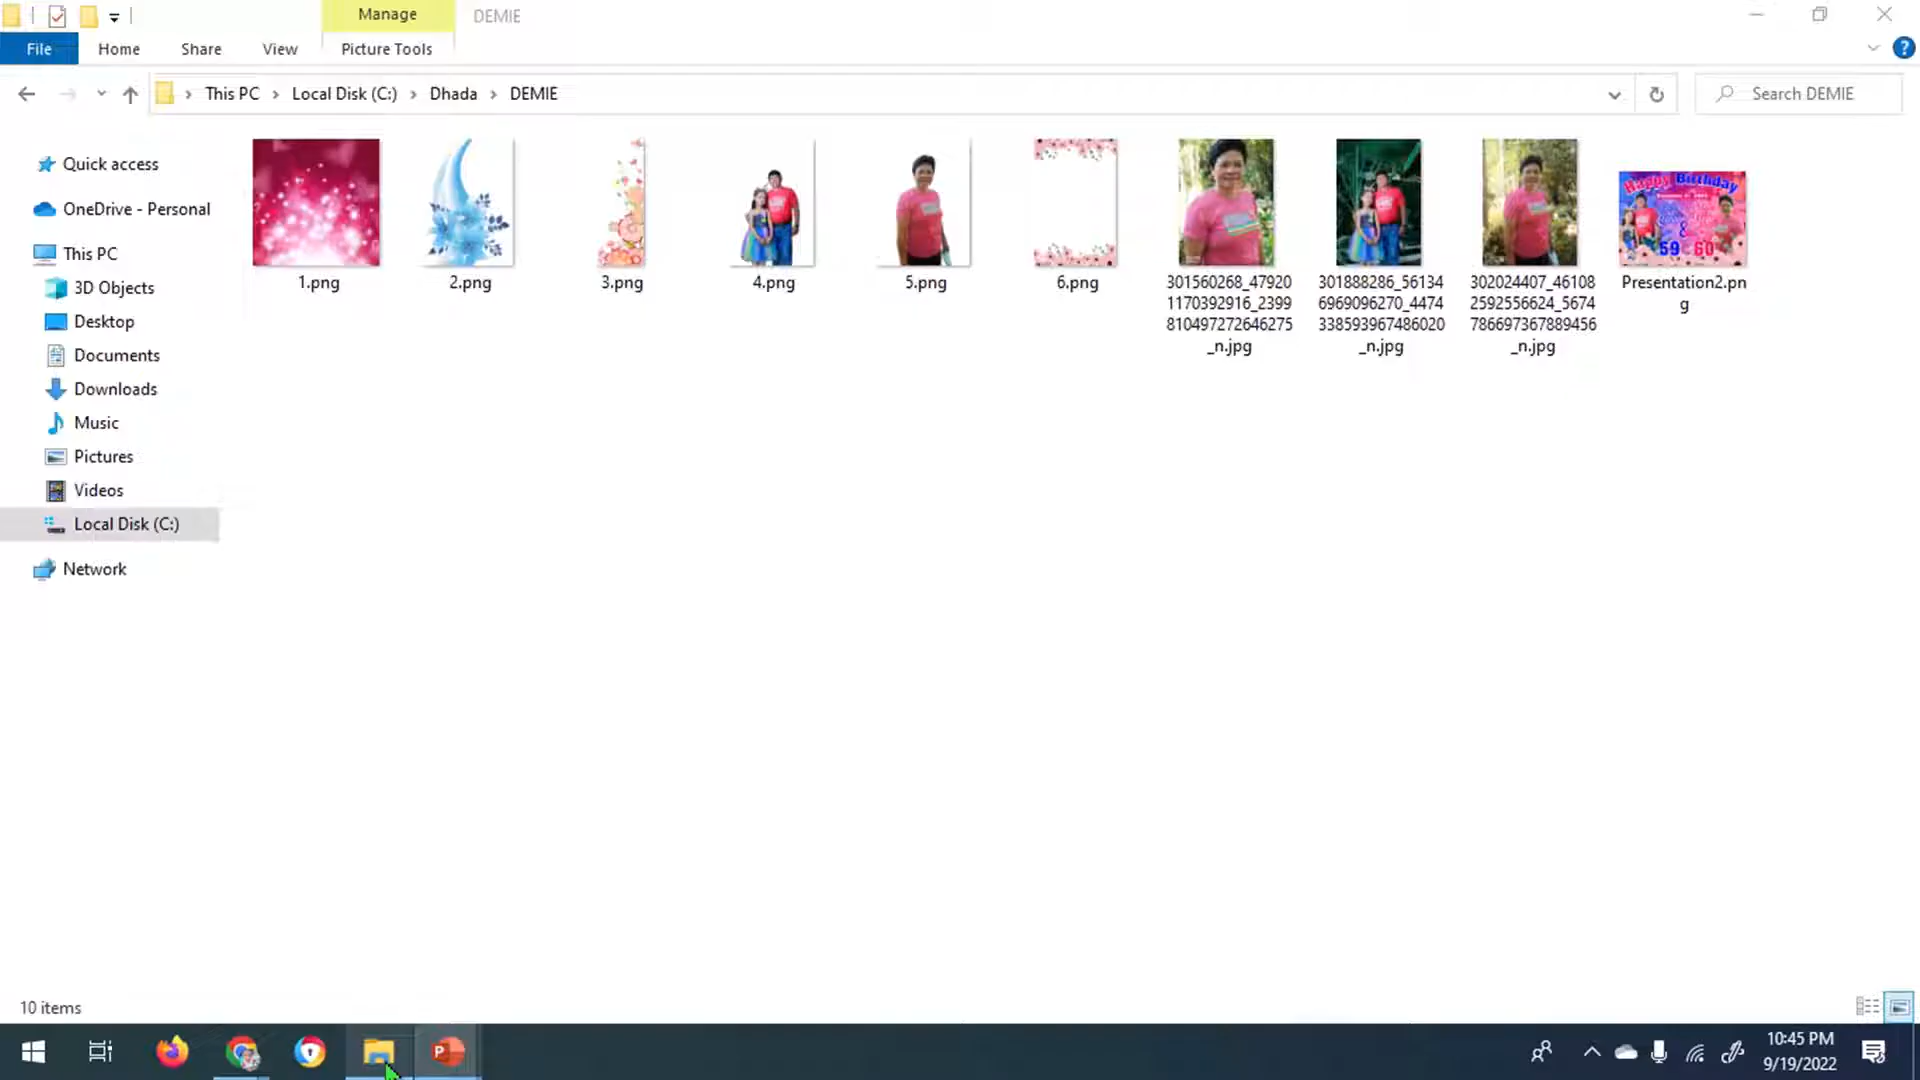 Manage
DEMIE
File
Home
Share
View
Picture Tools
This PC
Local Disk (C:)
Dhada
DEMIE
Search DEMIE
Quick access
OneDrive - Personal
This PC
3D Objects
Desktop
Documents
Downloads
Music
Pictures
Videos
Local Disk (C:)
Network
Happy Birthday
59 & 60
1.png
2.png
3.png
4.png
5.png
6.png
301560268_47920
1170392916_2399
810497272646275
_n.jpg
301888286_56134
6969096270_4474
338593967486020
_n.jpg
302024407_46108
2592556624_5674
786697367889456
_n.jpg
Presentation2.pn
g
10 items
10:45 PM
9/19/2022